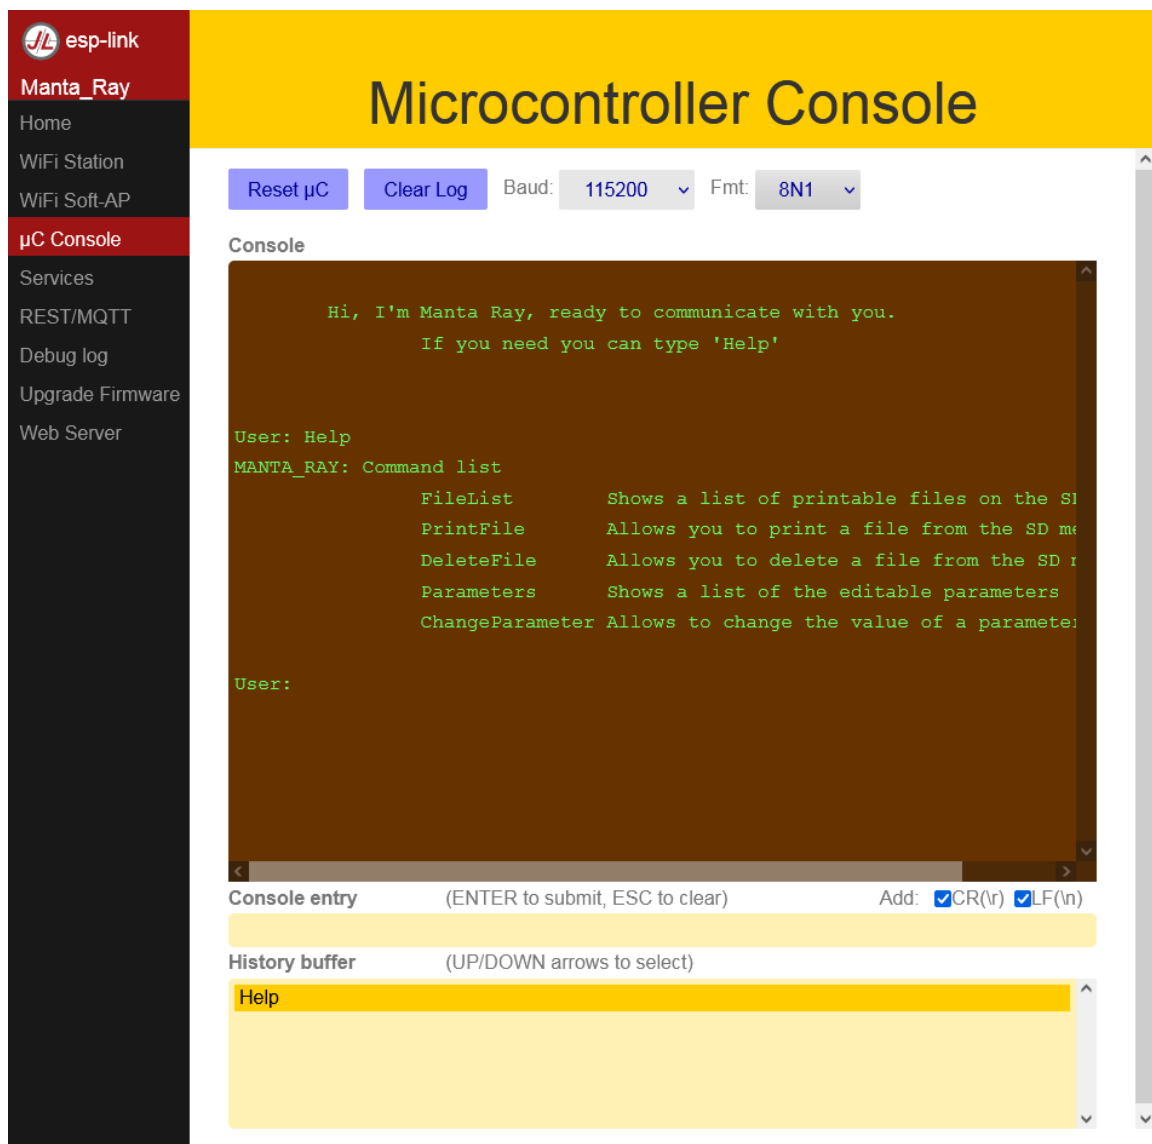 JL esp-link
Manta_Ray
Home
WiFi Station
WiFi Soft-AP
µC Console
Services
REST/MQTT
Debug log
Upgrade Firmware
Web Server
Microcontroller Console
Reset µC Clear Log Baud: 115200 Fmt: 8N1
Console
Hi, I'm Manta Ray, ready to communicate with you.
If you need you can type 'Help'
User: Help
MANTA_RAY: Command list
FileList Shows a list of printable files on the
PrintFile Allows you to print a file from the SD
DeleteFile Allows you to delete a file from the SD
Parameters Shows a list of the editable parameters
ChangeParameter Allows to change the value of a
User:
Console entry (ENTER to submit, ESC to clear) Add: CR(\r) LF(\n)
History buffer (UP/DOWN arrows to select)
Help